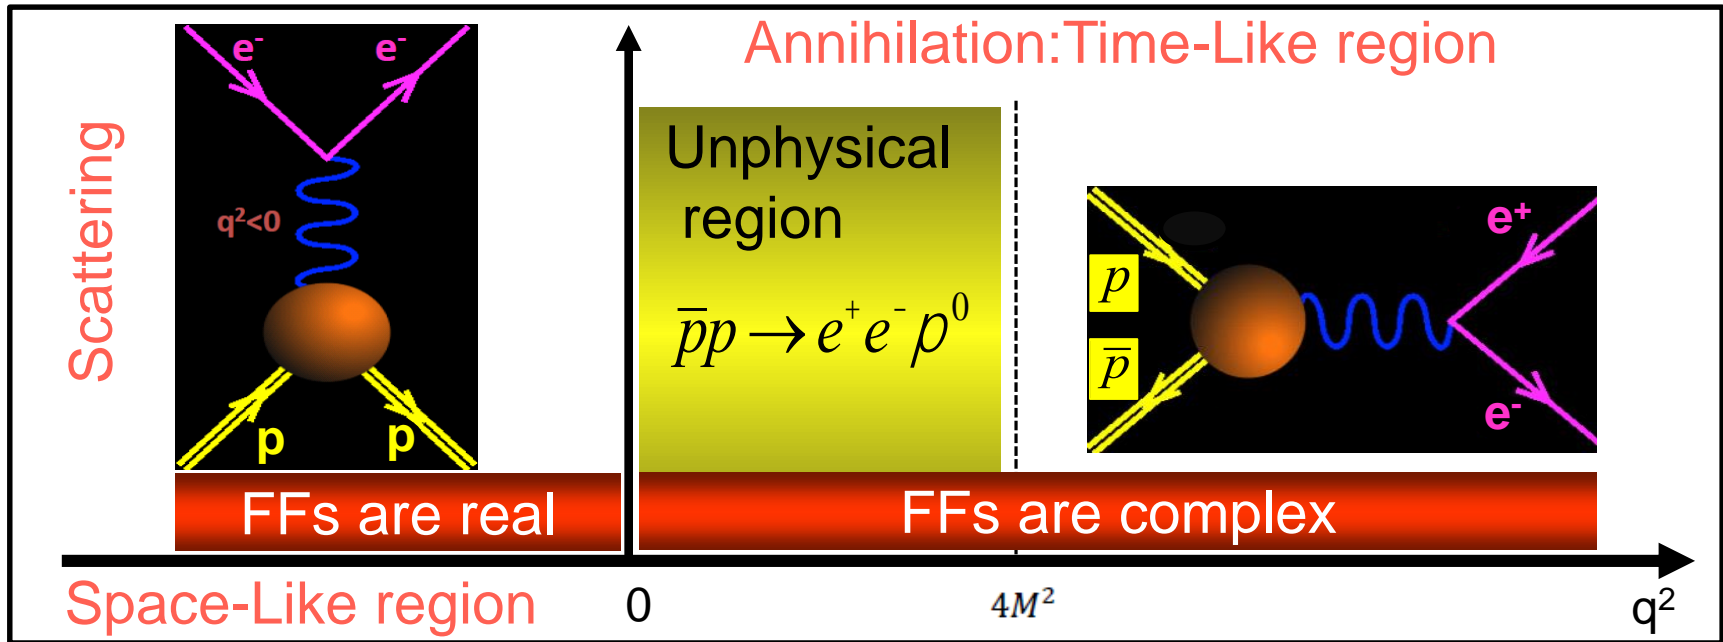 Annihilation:Time-Like region
Scattering
e⁻ e⁻
q²<0
p p
Unphysical
region
p̅p → e⁺ e⁻ p⁰
p
p̅
e⁺
e⁻
FFs are real
FFs are complex
Space-Like region
0
4M²
q²